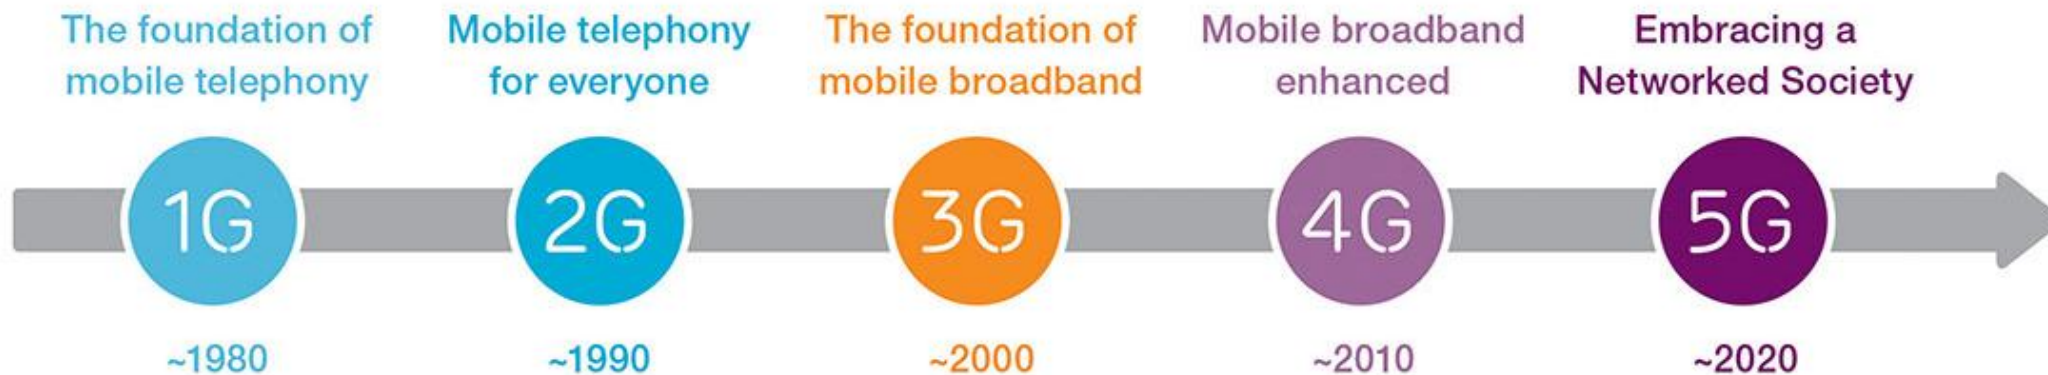 The foundation of
mobile telephony
Mobile telephony
for everyone
The foundation of
mobile broadband
Mobile broadband
enhanced
Embracing a
Networked Society
1G
2G
3G
4G
5G
~1980
~1990
~2000
~2010
~2020